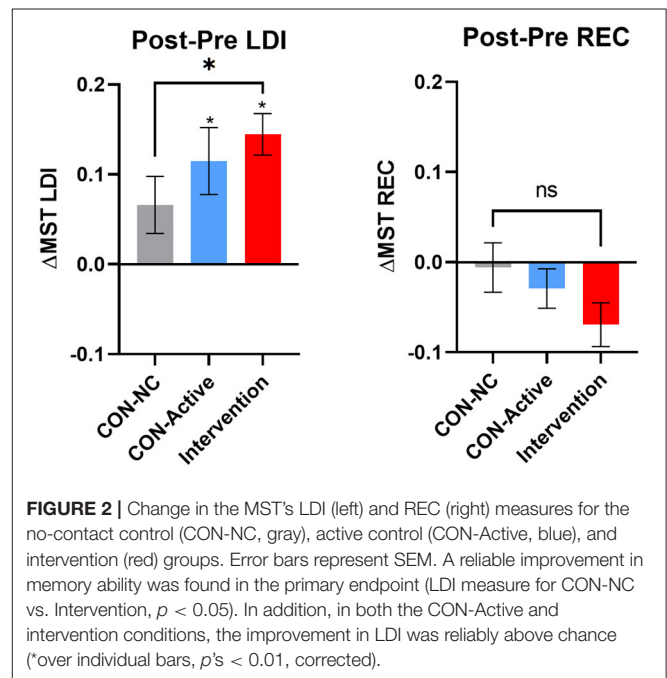 Post-Pre LDI
Post-Pre REC
*
0.2
*
*
0.1
ΔMST LDI
0.0
-0.1
CON-NC
CON-Active
Intervention
0.2
0.1
ΔMST REC
ns
0.0
-0.1
CON-NC
CON-Active
Intervention
FIGURE 2 | Change in the MST's LDI (left) and REC (right) measures for the
no-contact control (CON-NC, gray), active control (CON-Active, blue), and
intervention (red) groups. Error bars represent SEM. A reliable improvement in
memory ability was found in the primary endpoint (LDI measure for CON-NC
vs. Intervention, p < 0.05). In addition, in both the CON-Active and
intervention conditions, the improvement in LDI was reliably above chance
(*over individual bars, p's < 0.01, corrected).